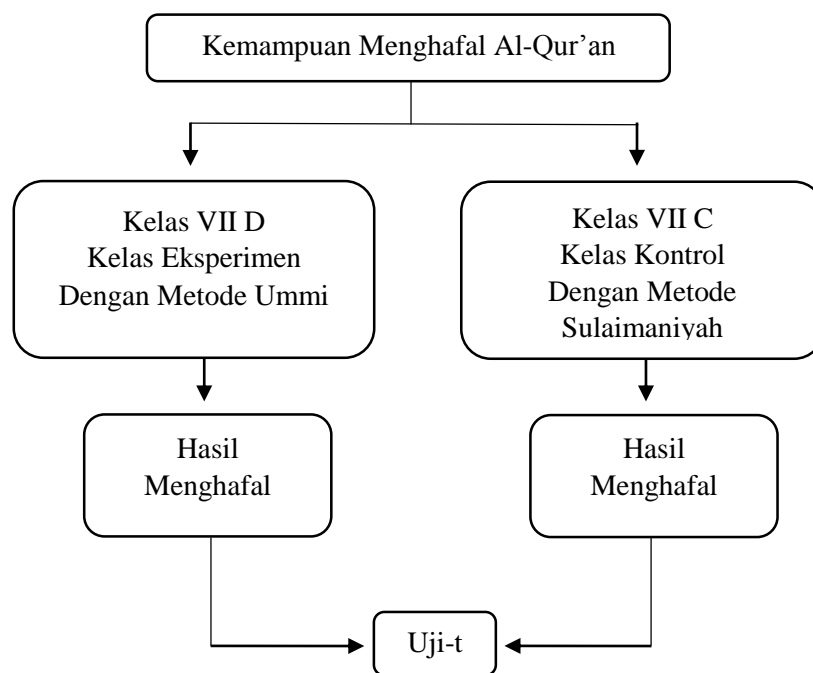 Kemampuan Menghafal Al-Qur’an
Kelas VII D
Kelas Eksperimen
Dengan Metode Ummi
Kelas VII C
Kelas Kontrol
Dengan Metode
Sulaimaniyah
Hasil
Menghafal
Hasil
Menghafal
Uji-t